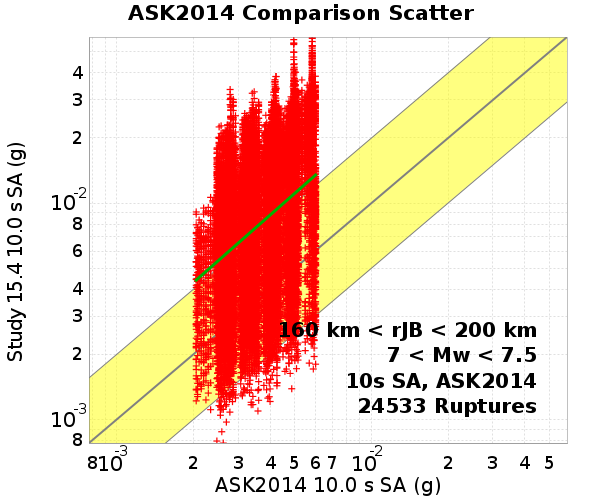 ASK2014 Comparison Scatter
Study 15.4 10.0 s SA (g)
4
3
2
10-2
8
6
4
3
2
10-3
8
8 10-3 2 3 4 5 6 7 10-2 2 3 4 5
160 km < rJB < 200 km
7 < Mw < 7.5
10s SA, ASK2014
24533 Ruptures
ASK2014 10.0 s SA (g)